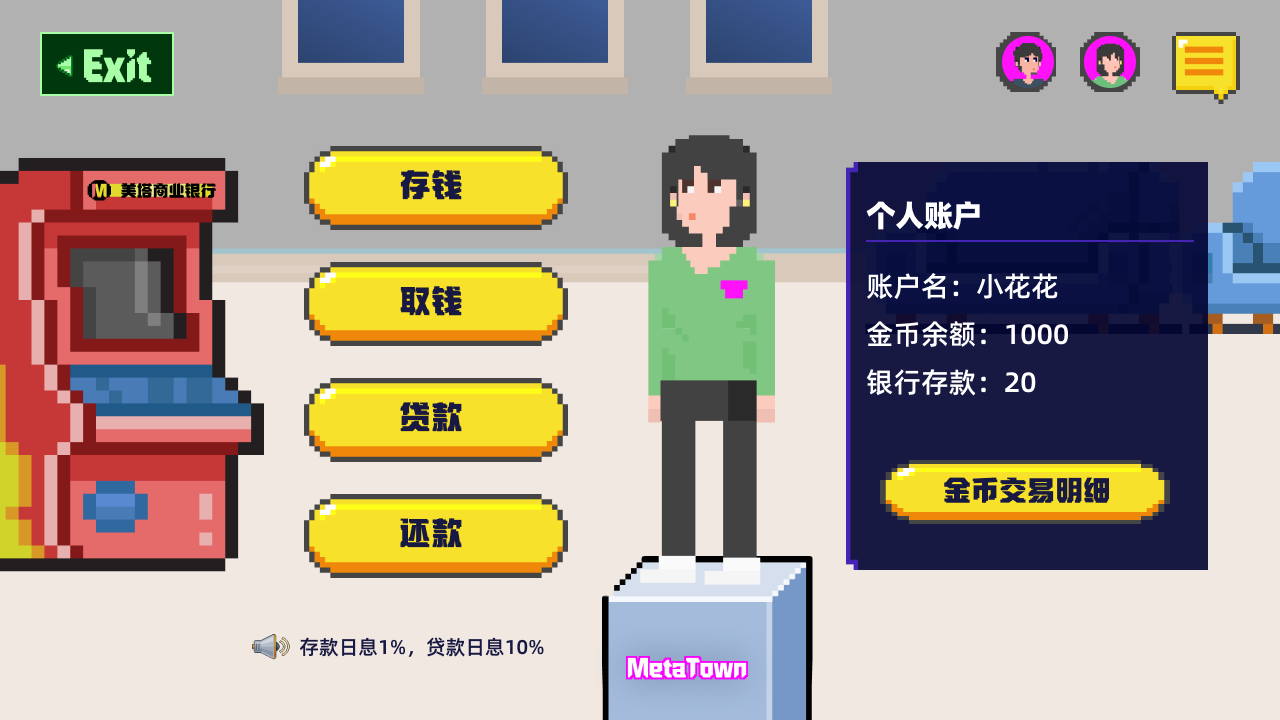 Exit
M 美塔商业银行
存钱
取钱
贷款
还款
存款日息1%，贷款日息10%
MetaTown
个人账户
账户名：小花花
金币余额：1000
银行存款：20
金币交易明细